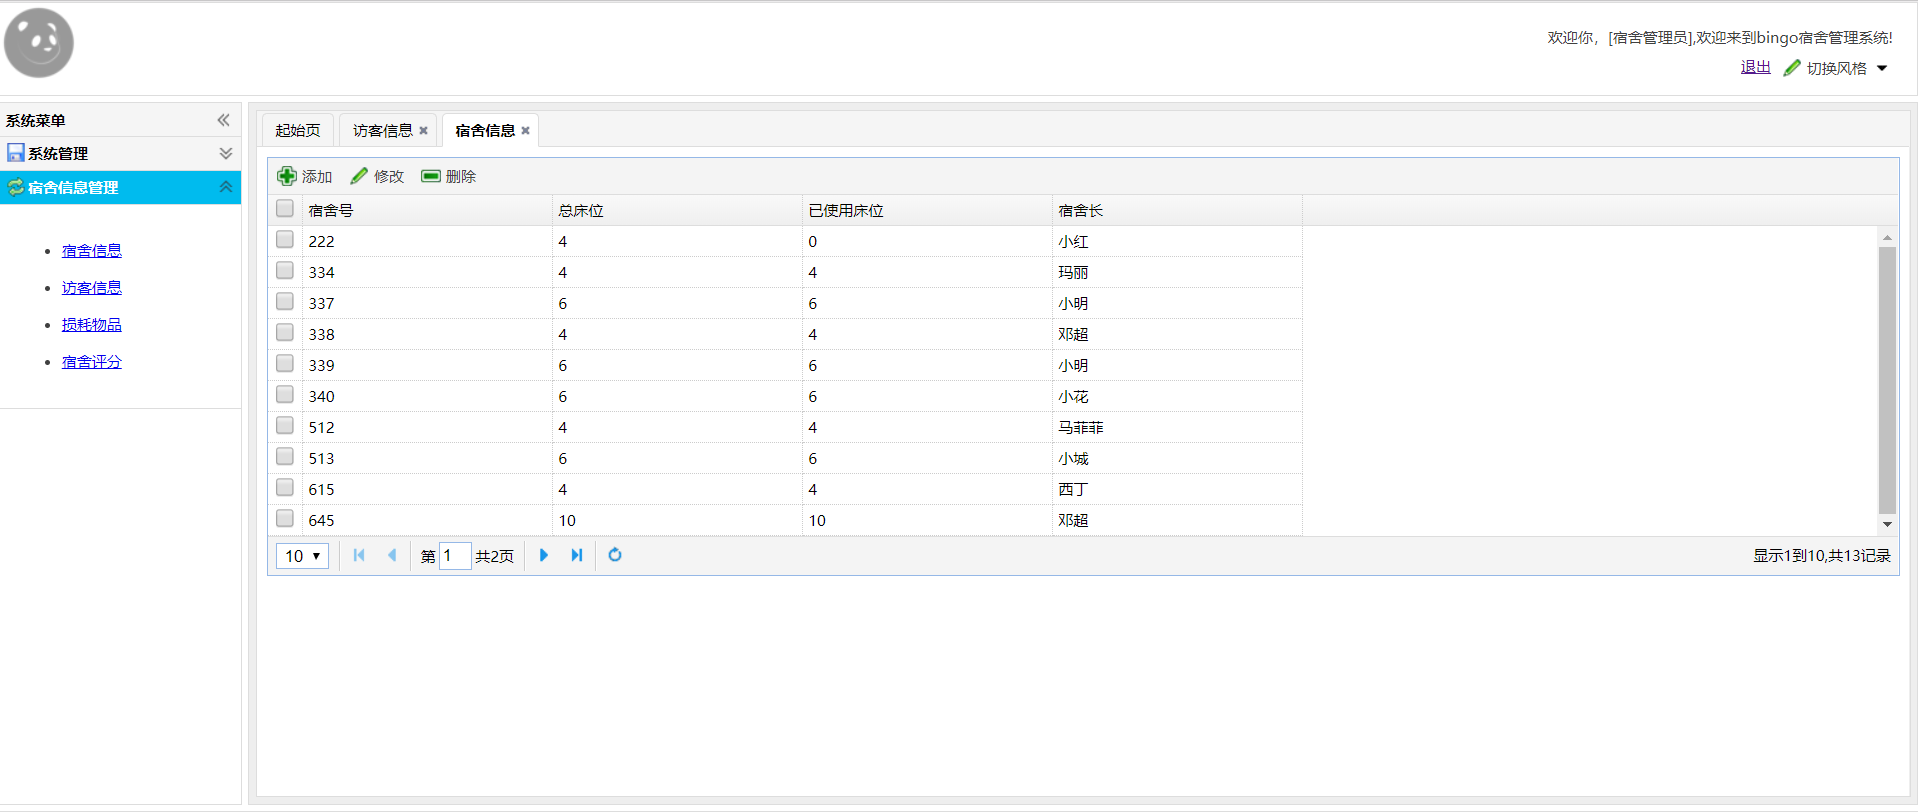 欢迎你，[宿舍管理员],欢迎来到bingo宿舍管理系统!
退出 切换风格
系统菜单
系统管理
宿舍信息管理
宿舍信息
访客信息
损耗物品
宿舍评分
起始页 访客信息 宿舍信息
添加 修改 删除
宿舍号 总床位 已使用床位 宿舍长
222 4 0 小红
334 4 4 玛丽
337 6 6 小明
338 4 4 邓超
339 6 6 小明
340 6 6 小花
512 4 4 马菲菲
513 6 6 小城
615 4 4 西丁
645 10 10 邓超
10 第 1 共2页 显示1到10,共13记录